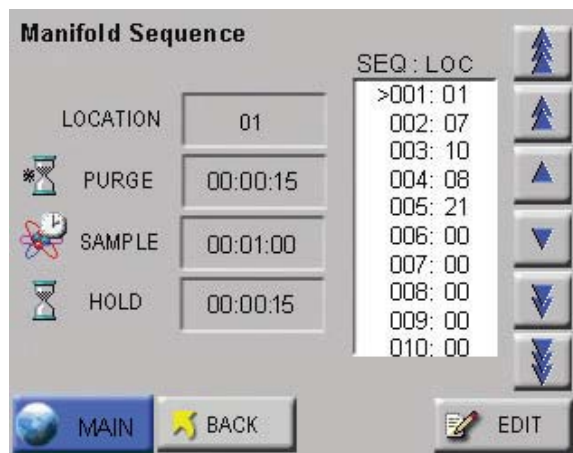 Manifold Sequence
SEQ:LOC
LOCATION 01
PURGE 00:00:15
SAMPLE 00:01:00
HOLD 00:00:15
>001: 01
002: 07
003: 10
004: 08
005: 21
006: 00
007: 00
008: 00
009: 00
010: 00
MAIN BACK EDIT